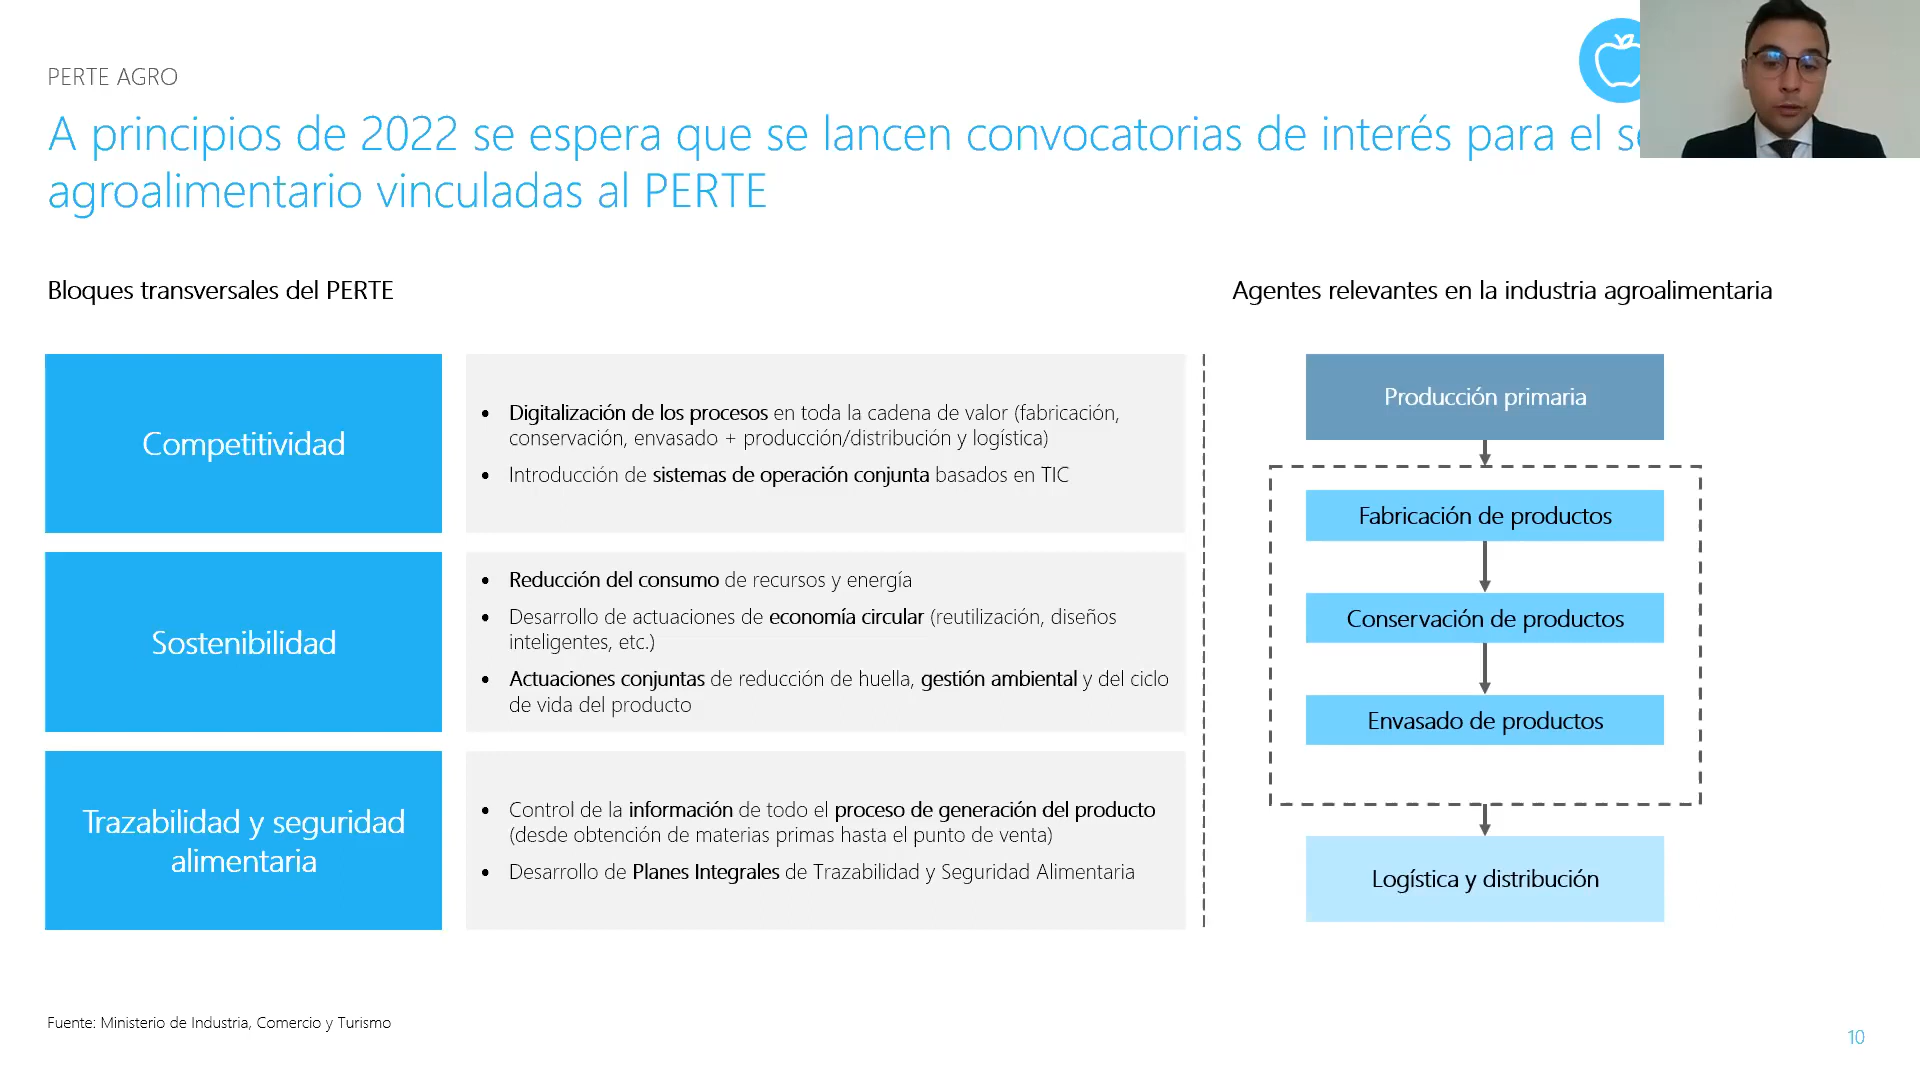 PERTE AGRO
A principios de 2022 se espera que se lancen convocatorias de interés para el
agroalimentario vinculadas al PERTE
Bloques transversales del PERTE
Competitividad
• Digitalización de los procesos en toda la cadena de valor (fabricación,
conservación, envasado + producción/distribución y logística)
• Introducción de sistemas de operación conjunta basados en TIC
Sostenibilidad
• Reducción del consumo de recursos y energía
• Desarrollo de actuaciones de economía circular (reutilización, diseños
inteligentes, etc.)
• Actuaciones conjuntas de reducción de huella, gestión ambiental y del ciclo
de vida del producto
Trazabilidad y seguridad
alimentaria
• Control de la información de todo el proceso de generación del producto
(desde obtención de materias primas hasta el punto de venta)
• Desarrollo de Planes Integrales de Trazabilidad y Seguridad Alimentaria
Agentes relevantes en la industria agroalimentaria
Producción primaria
Fabricación de productos
Conservación de productos
Envasado de productos
Logística y distribución
Fuente: Ministerio de Industria, Comercio y Turismo
10